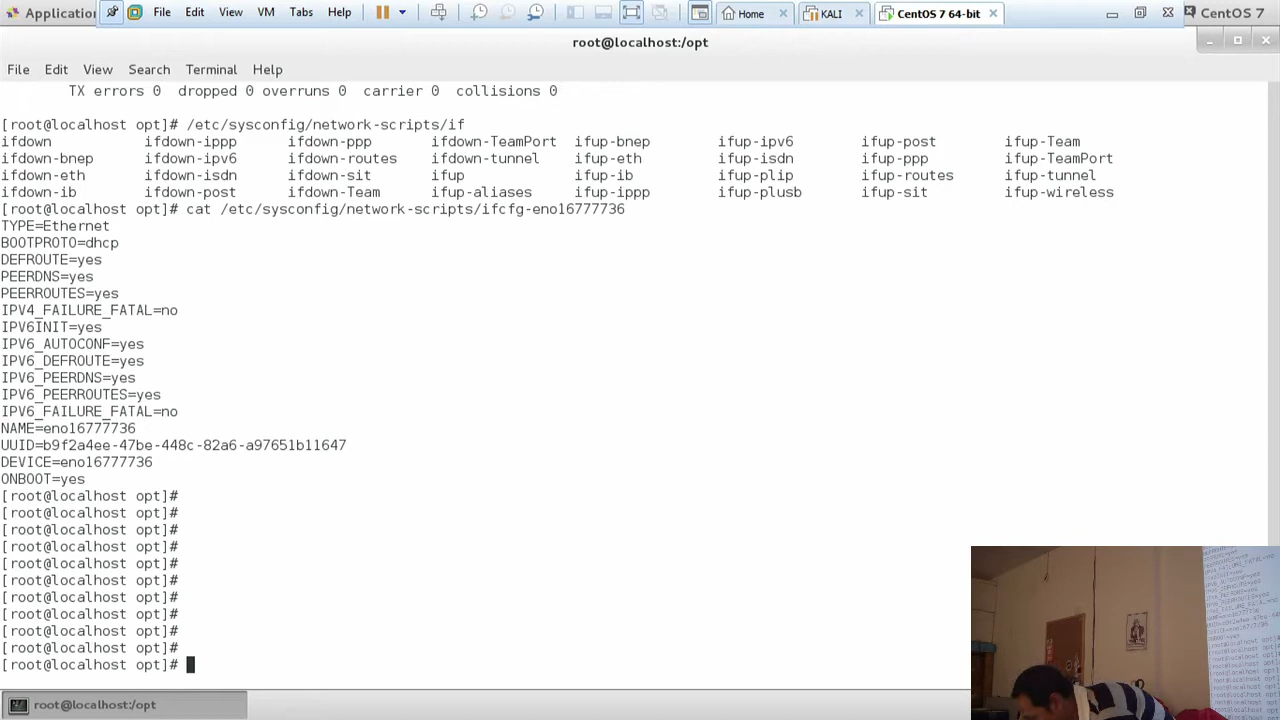 Application File Edit View VM Tabs Help Home KALI CentOS 7 64-bit CentOS 7
root@localhost:/opt
File Edit View Search Terminal Help
TX errors 0 dropped 0 overruns 0 carrier 0 collisions 0
[root@localhost opt]# /etc/sysconfig/network-scripts/if
ifdown ifdown-ippp ifdown-ppp ifdown-TeamPort ifup-bnep ifup-ipv6 ifup-post ifup-Team
ifdown-bnep ifdown-ipv6 ifdown-routes ifdown-tunnel ifup-eth ifup-isdn ifup-ppp ifup-TeamPort
ifdown-eth ifdown-isdn ifdown-sit ifup ifup-ib ifup-plip ifup-routes ifup-tunnel
ifdown-ib ifdown-post ifdown-Team ifup-aliases ifup-ippp ifup-plusb ifup-sit ifup-wireless
[root@localhost opt]# cat /etc/sysconfig/network-scripts/ifcfg-eno16777736
TYPE=Ethernet
BOOTPROTO=dhcp
DEFROUTE=yes
PEERDNS=yes
PEERROUTES=yes
IPV4_FAILURE_FATAL=no
IPV6INIT=yes
IPV6_AUTOCONF=yes
IPV6_DEFROUTE=yes
IPV6_PEERDNS=yes
IPV6_PEERROUTES=yes
IPV6_FAILURE_FATAL=no
NAME=eno16777736
UUID=b9f2a4ee-47be-448c-82a6-a97651b11647
DEVICE=eno16777736
ONBOOT=yes
[root@localhost opt]#
[root@localhost opt]#
[root@localhost opt]#
[root@localhost opt]#
[root@localhost opt]#
[root@localhost opt]#
[root@localhost opt]#
[root@localhost opt]#
[root@localhost opt]#
[root@localhost opt]#
[root@localhost opt]#
root@localhost:/opt